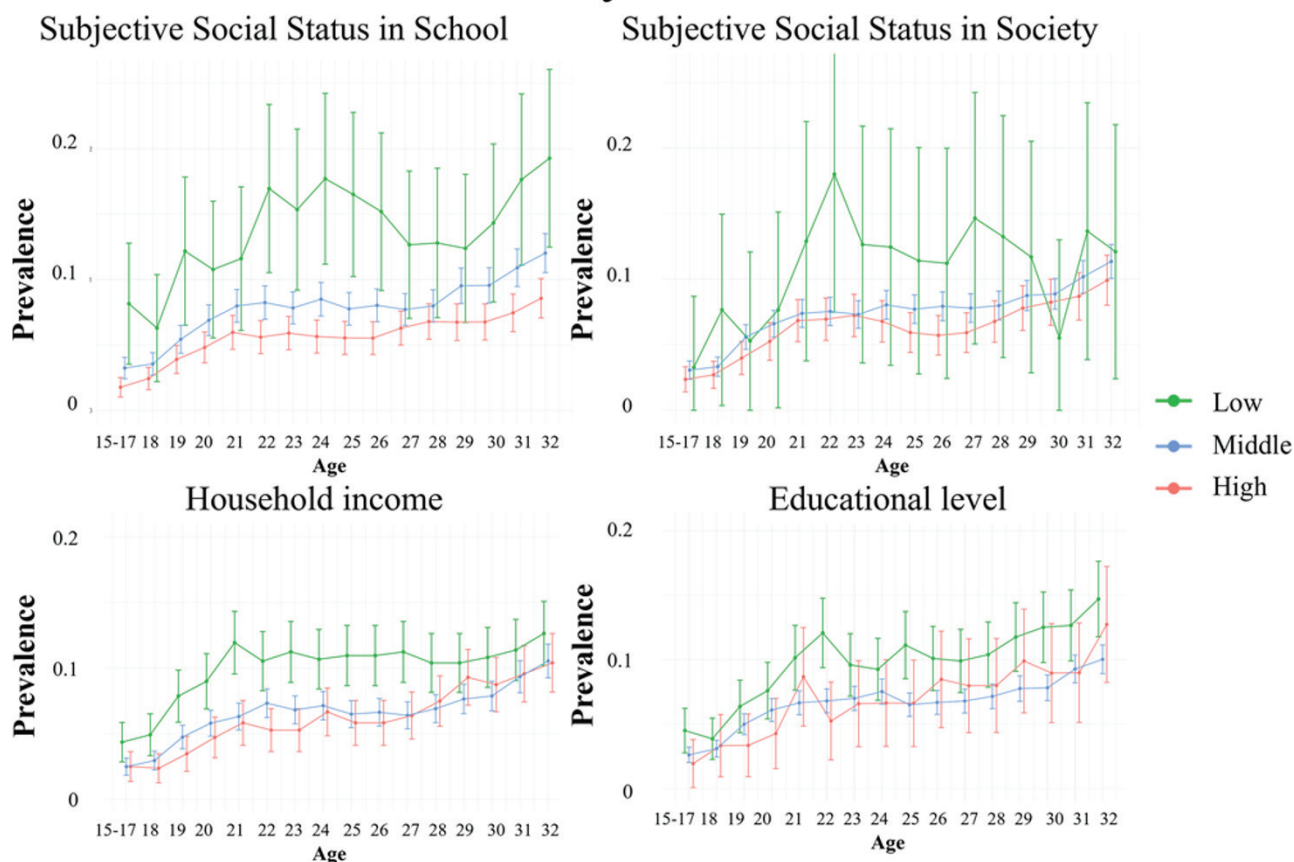 Subjective Social Status in School
Prevalence
0.2
0.1
0
15-17 18 19 20 21 22 23 24 25 26 27 28 29 30 31 32
Age
Subjective Social Status in Society
Prevalence
0.2
0.1
0
15-17 18 19 20 21 22 23 24 25 26 27 28 29 30 31 32
Age
Low
Middle
High
Household income
Prevalence
0.2
0.1
0
15-17 18 19 20 21 22 23 24 25 26 27 28 29 30 31 32
Age
Educational level
Prevalence
0.2
0.1
0
15-17 18 19 20 21 22 23 24 25 26 27 28 29 30 31 32
Age